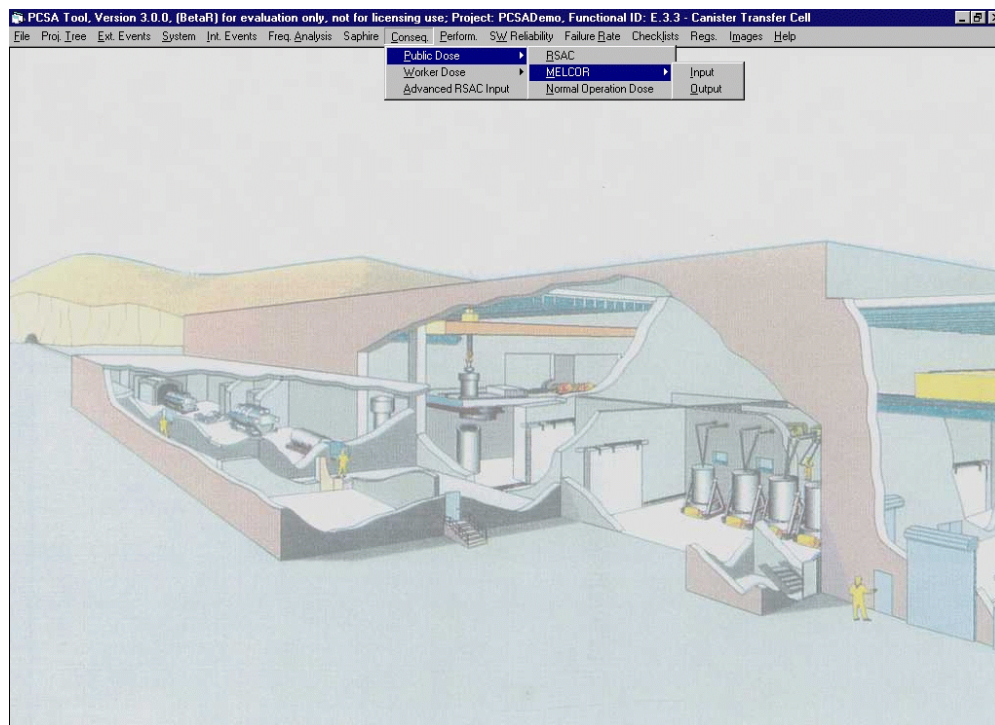 PCSA Tool, Version 3.0.0, (BetaR) for evaluation only, not for licensing use; Project: PCSADemo, Functional ID: E.3.3 - Canister Transfer Cell
File Proj. Tree Ext. Events System Int. Events Freq. Analysis Saphire Conseq. Perform. SW Reliability Failure Rate Checklists Regs. Images Help
Public Dose RSAC
Worker Dose MELCOR Input
Advanced RSAC Input Normal Operation Dose Output